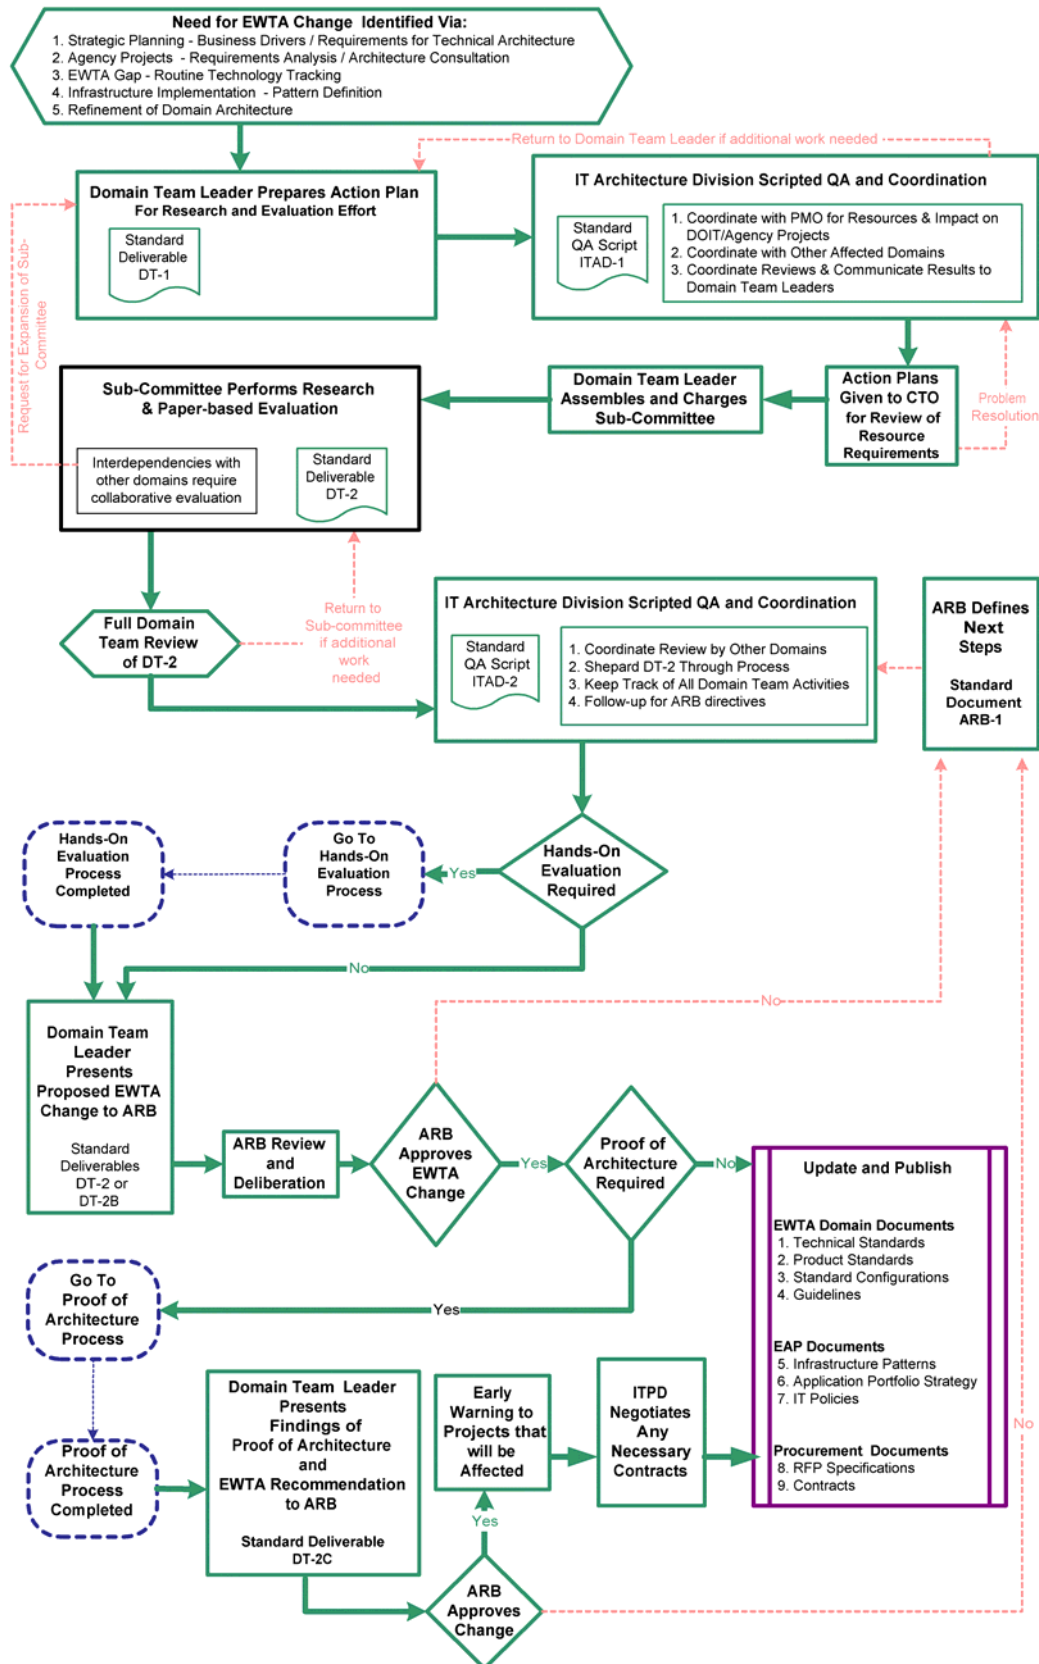 Need for EWTA Change Identified Via:
1. Strategic Planning - Business Drivers / Requirements for Technical Architecture
2. Agency Projects - Requirements Analysis / Architecture Consultation
3. EWTA Gap - Routine Technology Tracking
4. Infrastructure Implementation - Pattern Definition
5. Refinement of Domain Architecture
Return to Domain Team Leader if additional work needed
Domain Team Leader Prepares Action Plan
For Research and Evaluation Effort
Standard
Deliverable
DT-1
IT Architecture Division Scripted QA and Coordination
Standard
QA Script
ITAD-1
1. Coordinate with PMO for Resources & Impact on
DOIT/Agency Projects
2. Coordinate with Other Affected Domains
3. Coordinate Reviews & Communicate Results to
Domain Team Leaders
Request for Expansion of Sub-
Committee
Sub-Committee Performs Research
& Paper-based Evaluation
Interdependencies with
other domains require
collaborative evaluation
Standard
Deliverable
DT-2
Domain Team Leader
Assembles and Charges
Sub-Committee
Action Plans
Given to CTO
for Review of
Resource
Requirements
Problem
Resolution
Full Domain
Team Review
of DT-2
Return to
Sub-committee
if additional
work
needed
IT Architecture Division Scripted QA and Coordination
Standard
QA Script
ITAD-2
1. Coordinate Review by Other Domains
2. Shepard DT-2 Through Process
3. Keep Track of All Domain Team Activities
4. Follow-up for ARB directives
ARB Defines
Next
Steps
Standard
Document
ARB-1
Hands-On
Evaluation
Process
Completed
Go To
Hands-On
Evaluation
Process
Yes
Hands-On
Evaluation
Required
No
No
Domain Team
Leader
Presents
Proposed EWTA
Change to ARB
Standard
Deliverables
DT-2 or
DT-2B
ARB Review
and
Deliberation
ARB
Approves
EWTA
Change
Yes
Proof of
Architecture
Required
No
Update and Publish
EWTA Domain Documents
1. Technical Standards
2. Product Standards
3. Standard Configurations
4. Guidelines
EAP Documents
5. Infrastructure Patterns
6. Application Portfolio Strategy
7. IT Policies
Procurement Documents
8. RFP Specifications
9. Contracts
Go To
Proof of
Architecture
Process
Yes
Proof of
Architecture
Process
Completed
Domain Team Leader
Presents
Findings of
Proof of Architecture
and
EWTA Recommendation
to ARB
Standard Deliverable
DT-2C
Early
Warning to
Projects that
will be
Affected
ITPD
Negotiates
Any
Necessary
Contracts
Yes
ARB
Approves
Change
No